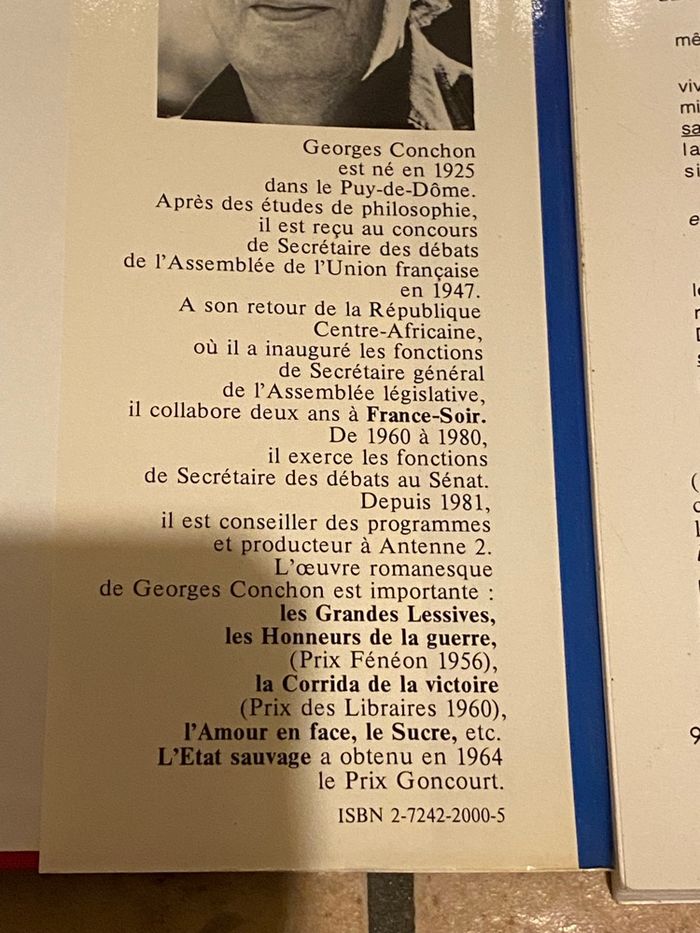 Georges Conchon
est né en 1925
dans le Puy-de-Dôme.
Après des études de philosophie,
il est reçu au concours
de Secrétaire des débats
de l'Assemblée de l'Union française
en 1947.
A son retour de la République
Centre-Africaine,
où il a inauguré les fonctions
de Secrétaire général
de l'Assemblée législative,
il collabore deux ans à France-Soir.
De 1960 à 1980,
il exerce les fonctions
de Secrétaire des débats au Sénat.
Depuis 1981,
il est conseiller des programmes
et producteur à Antenne 2.
L'œuvre romanesque
de Georges Conchon est importante :
les Grandes Lessives,
les Honneurs de la guerre,
(Prix Fénéon 1956),
la Corrida de la victoire
(Prix des Libraires 1960),
l'Amour en face, le Sucre, etc.
L'Etat sauvage a obtenu en 1964
le Prix Goncourt.
ISBN 2-7242-2000-5
mê
viv
mi
sa
la
si
e